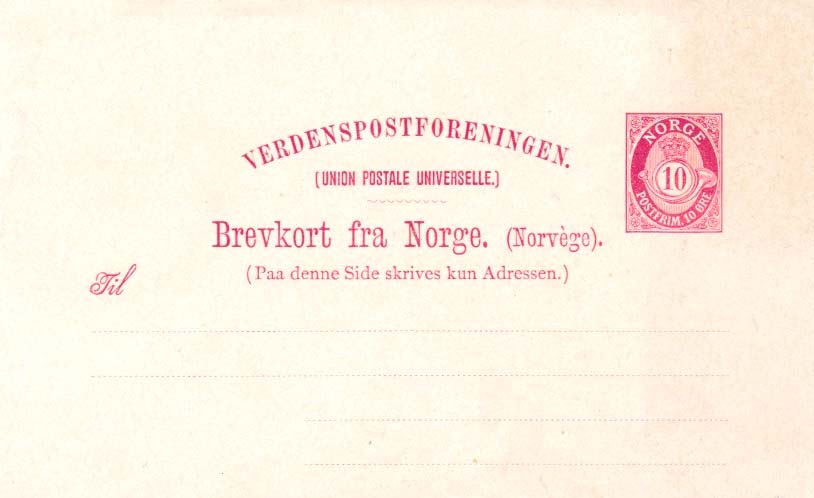 VERDENSPOSTFORENINGEN.
(UNION POSTALE UNIVERSELLE.)
Brevkort fra Norge. (Norvège).
(Paa denne Side skrives kun Adressen.)
Til
NORGE
10
POSTFRIM. 10 ØRE